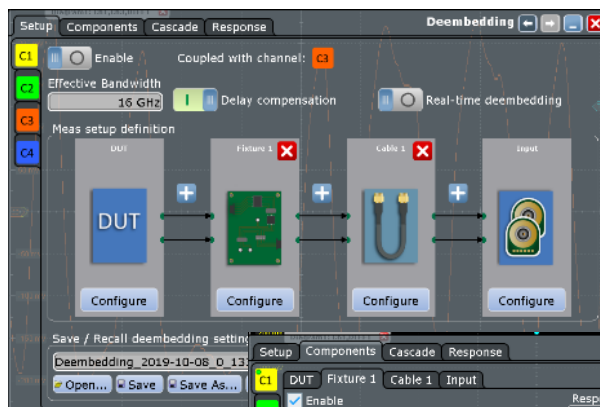 Setup Components Cascade Response Deembedding
C1 Enable Coupled with channel: C3
C2 Effective Bandwidth
16 GHz Delay compensation Real-time deembedding
C3 Meas setup definition
C4 DUT Fixture 1 Cable 1 Input
DUT
Configure Configure Configure Configure
Save / Recall deembedding settin
Deembedding_2019-10-08_0_13
Open... Save Save As...
Setup Components Cascade Response
C1 DUT Fixture 1 Cable 1 Input
Enable Resp